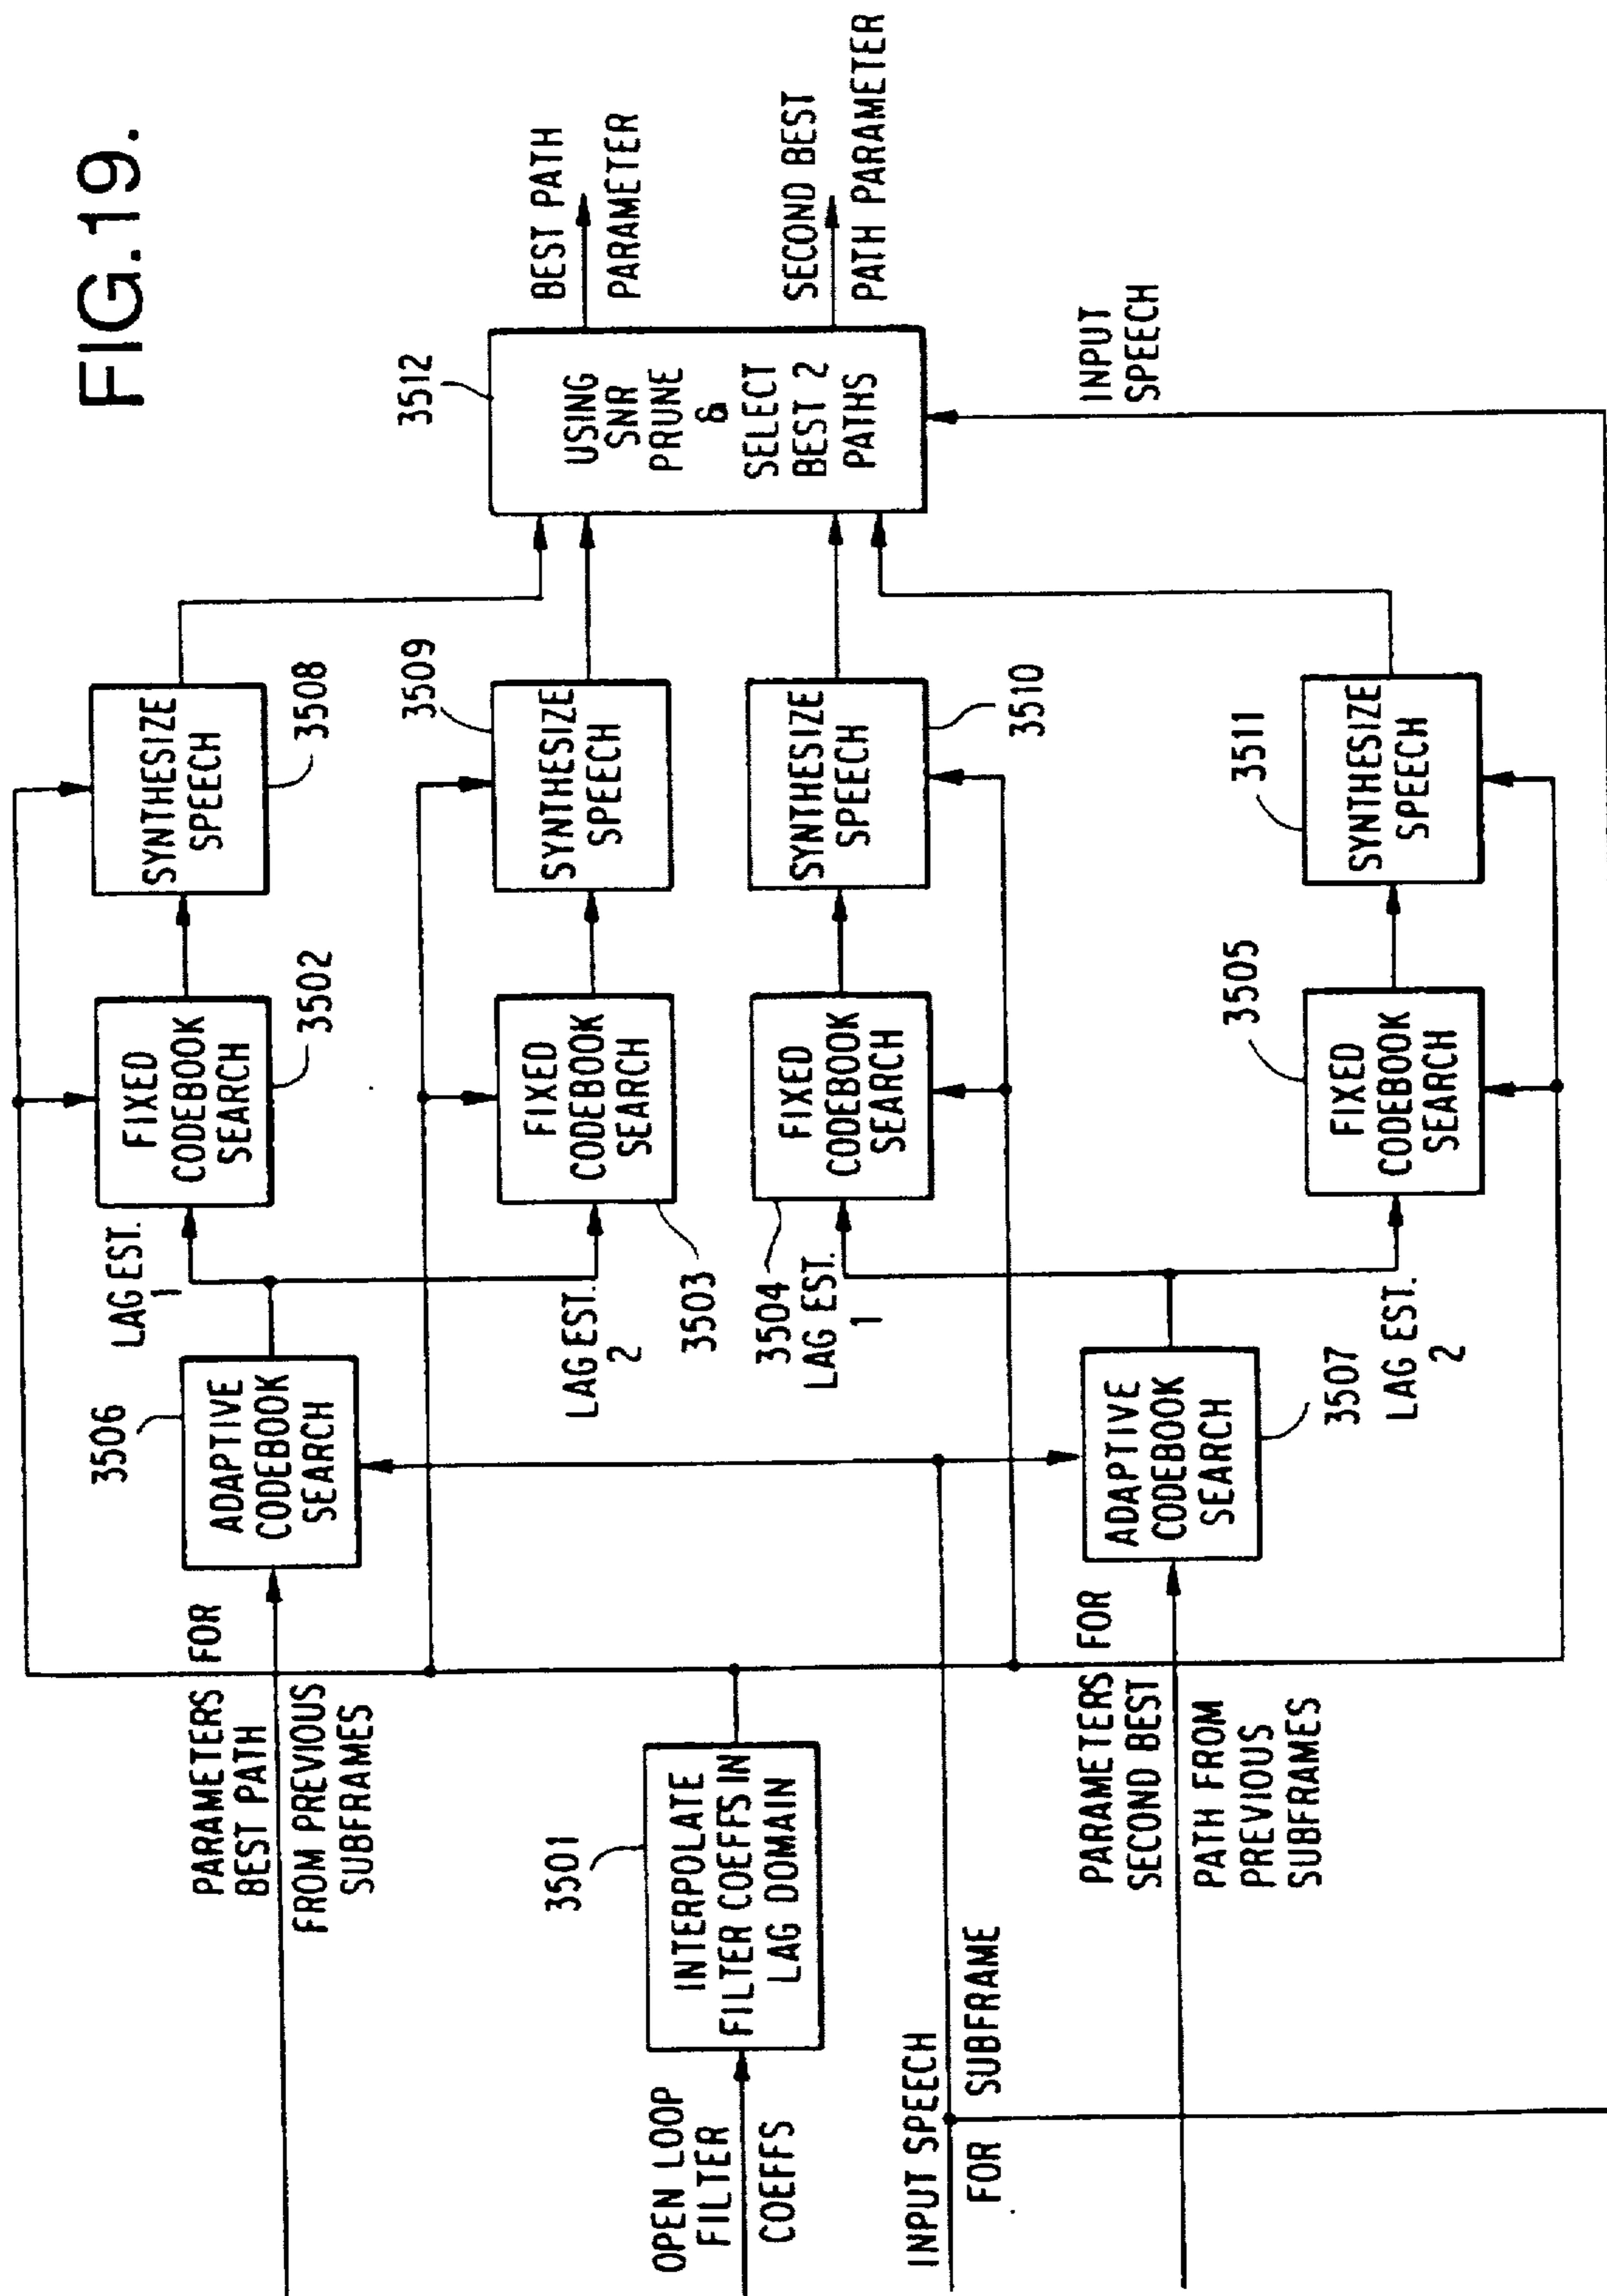 FIG.19.
PARAMETERS FOR
BEST PATH
FROM PREVIOUS
SUBFRAMES
3506
ADAPTIVE
CODEBOOK
SEARCH
LAG EST.
1
FIXED
CODEBOOK
SEARCH
3502
SYNTHESIZE
SPEECH
3508
LAG EST.
2
FIXED
CODEBOOK
SEARCH
3503
SYNTHESIZE
SPEECH
3509
OPEN LOOP
FILTER
COEFFS
3501
INTERPOLATE
FILTER COEFFS IN
LAG DOMAIN
3504
LAG EST.
1
FIXED
CODEBOOK
SEARCH
SYNTHESIZE
SPEECH
3510
3512
USING
SNR
PRUNE
&
SELECT
BEST 2
PATHS
BEST PATH
PARAMETER
SECOND BEST
PATH PARAMETER
INPUT SPEECH
FOR SUBFRAME
PARAMETERS FOR
SECOND BEST
PATH FROM
PREVIOUS
SUBFRAMES
ADAPTIVE
CODEBOOK
SEARCH
3507
LAG EST.
2
3505
FIXED
CODEBOOK
SEARCH
3511
SYNTHESIZE
SPEECH
INPUT
SPEECH